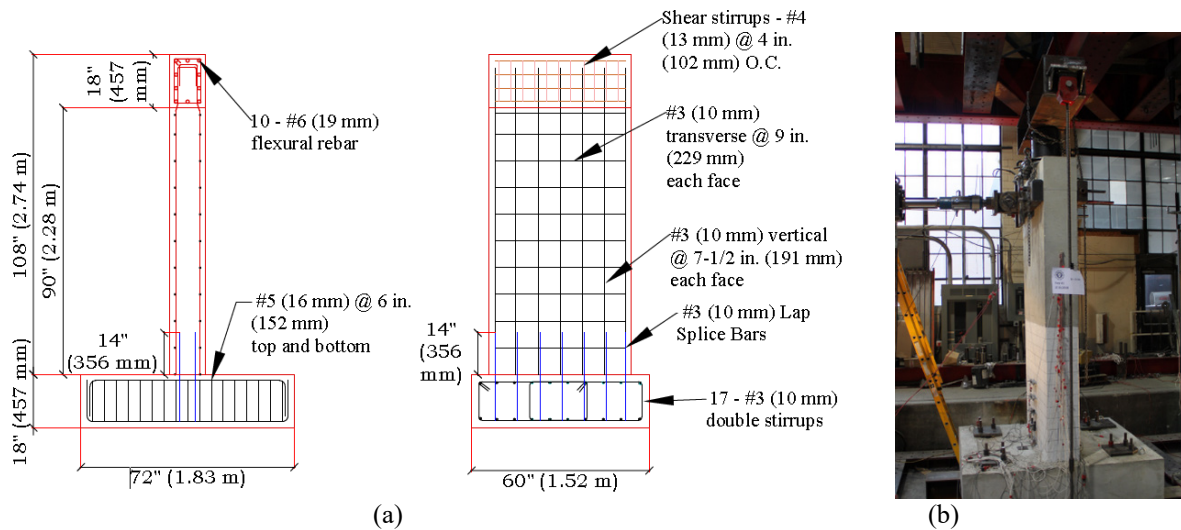 18"
(457
mm)
10 - #6 (19 mm)
flexural rebar
108" (2.74 m)
90" (2.28 m)
#5 (16 mm) @ 6 in.
(152 mm)
top and bottom
14"
(356 mm)
18" (457 mm)
72" (1.83 m)
Shear stirrups - #4
(13 mm) @ 4 in.
(102 mm) O.C.
#3 (10 mm)
transverse @ 9 in.
(229 mm)
each face
#3 (10 mm) vertical
@ 7-1/2 in. (191 mm)
each face
#3 (10 mm) Lap
Splice Bars
14"
(356
mm)
17 - #3 (10 mm)
double stirrups
60" (1.52 m)
(a)
(b)